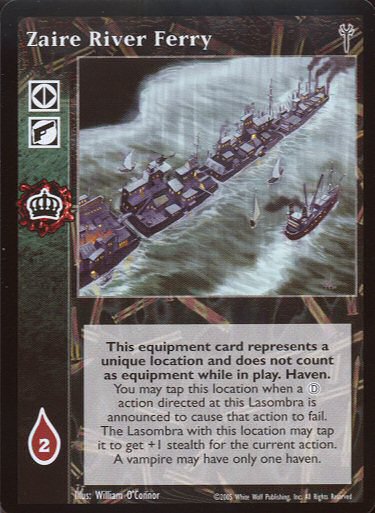 Zaire River Ferry
This equipment card represents a
unique location and does not count
as equipment while in play. Haven.
You may tap this location when a Ⓓ
action directed at this Lasombra is
announced to cause that action to fail.
The Lasombra with this location may tap
it to get +1 stealth for the current action.
A vampire may have only one haven.
2
Illus: William O'Connor
©2005 White Wolf Publishing, Inc. All Rights Reserved